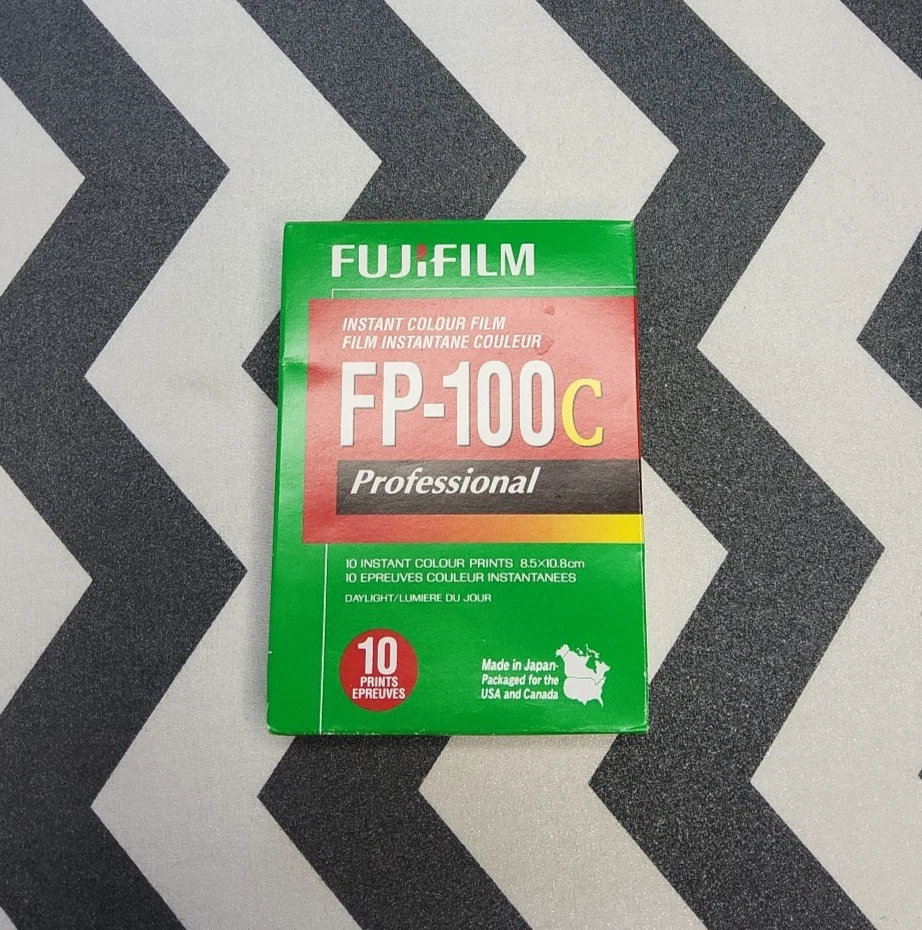 FUJIFILM
INSTANT COLOUR FILM
FILM INSTANTANE COULEUR
FP-100C
Professional
10 INSTANT COLOUR PRINTS 8.5×10.8cm
10 EPREUVES COULEUR INSTANTANEES
DAYLIGHT/LUMIERE DU JOUR
10
PRINTS
EPREUVES
Made in Japan-
Packaged for the
USA and Canada